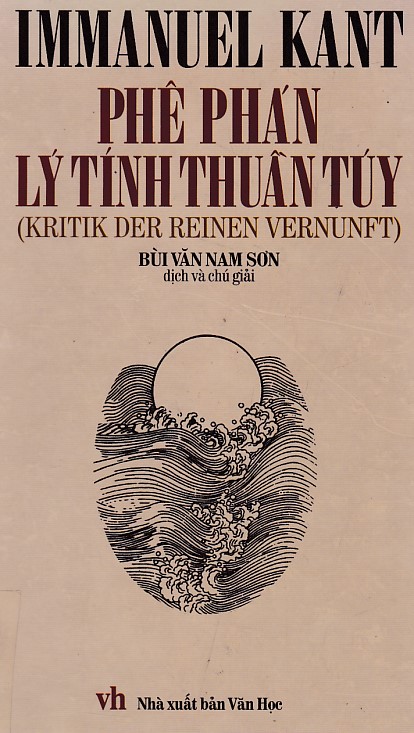 IMMANUEL KANT
PHÊ PHÁN
LÝ TÍNH THUẦN TÚY
(KRITIK DER REINEN VERNUNFT)
BÙI VĂN NAM SƠN
dịch và chú giải
vh Nhà xuất bản Văn Học